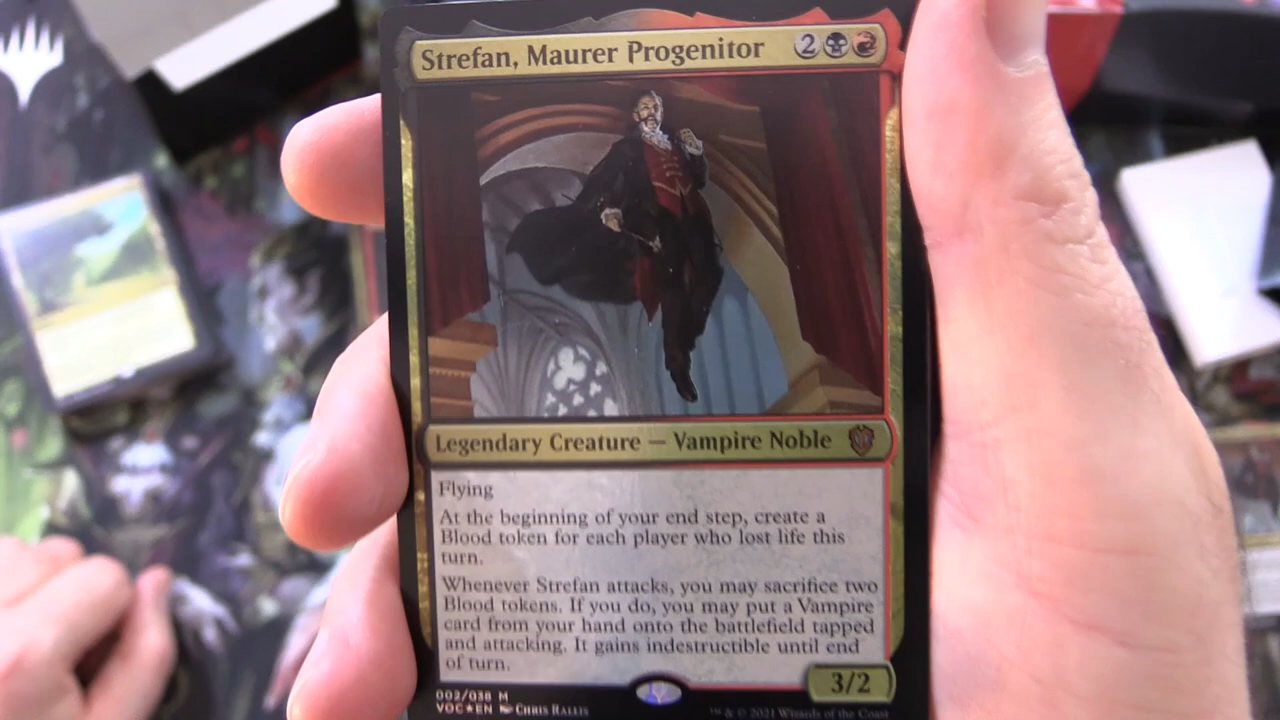 Strefan, Maurer Progenitor 2
Legendary Creature — Vampire Noble
Flying
At the beginning of your end step, create a
Blood token for each player who lost life this
turn.
Whenever Strefan attacks, you may sacrifice two
Blood tokens. If you do, you may put a Vampire
card from your hand onto the battlefield tapped
and attacking. It gains indestructible until end
of turn.
3/2
002/038 M
VOC★EN Chris Rallis
™ & © 2021 Wizards of the Coast